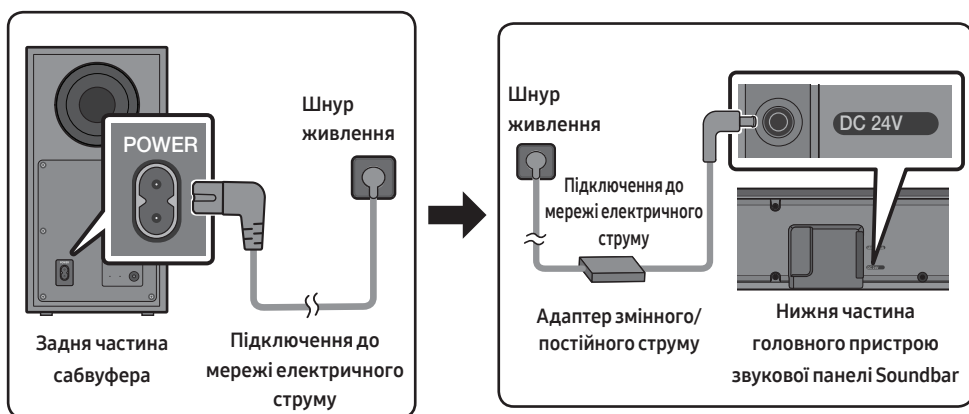 POWER
Шнур
живлення
Задня частина
сабвуфера
Підключення до
мережі електричного
струму
Шнур
живлення
DC 24V
Підключення до
мережі електричного
струму
Адаптер змінного/
постійного струму
Нижня частина
головного пристрою
звукової панелі Soundbar